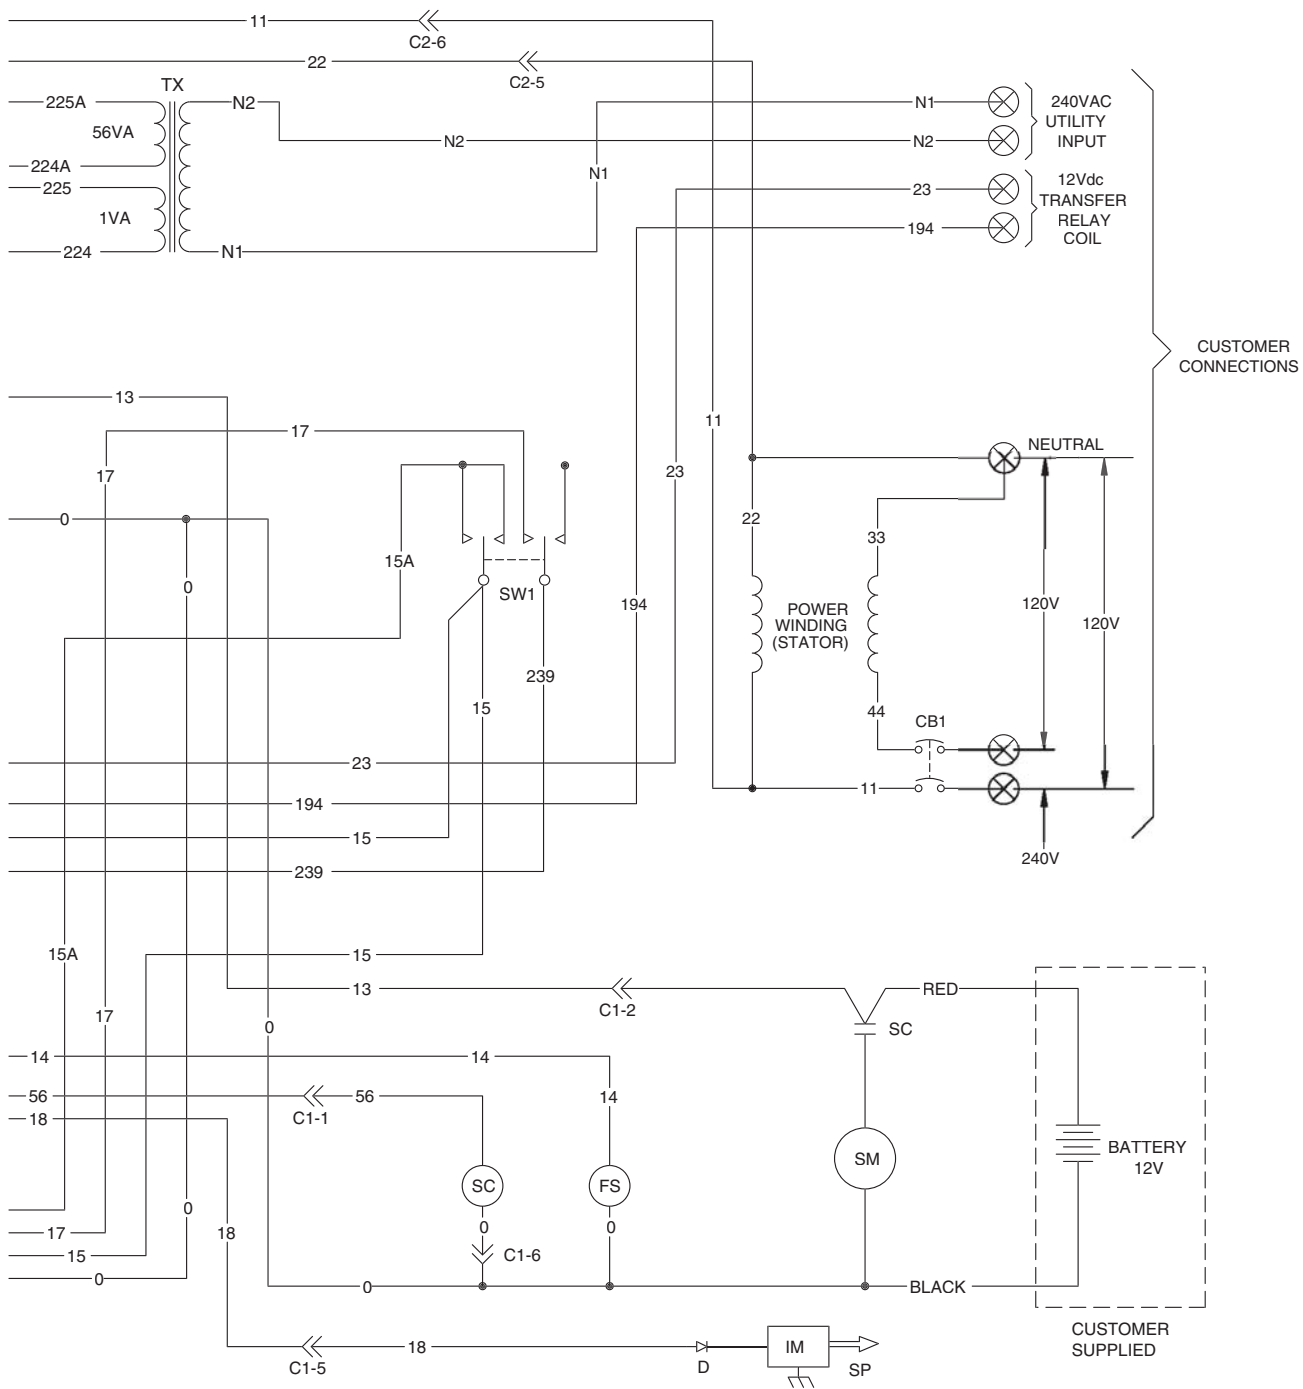 11
C2-6
22
C2-5
TX
225A
N2
N1
240VAC
56VA
UTILITY
N2
N2
INPUT
224A
N1
12Vdc
225
23
TRANSFER
1VA
RELAY
194
COIL
224
N1
CUSTOMER
CONNECTIONS
13
11
17
NEUTRAL
17
23
0
22
33
15A
0
SW1
194
POWER
WINDING
(STATOR)
120V
120V
239
15
44
CB1
23
11
194
15
240V
239
15A
15
13
RED
C1-2
17
0
SC
14
14
56
56
14
18
C1-1
BATTERY
12V
SM
SC
FS
0
18
0
0
17
15
C1-6
0
0
BLACK
CUSTOMER
SUPPLIED
18
IM
C1-5
D
SP